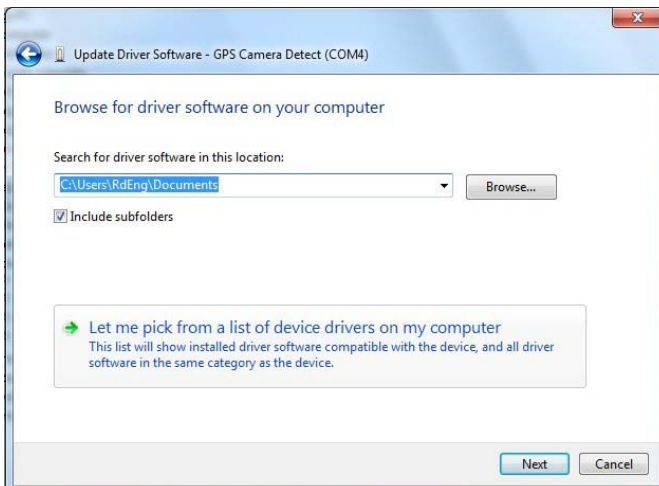 Update Driver Software - GPS Camera Detect (COM4)
Browse for driver software on your computer
Search for driver software in this location:
C:\Users\RdEng\Documents
Browse...
Include subfolders
Let me pick from a list of device drivers on my computer
This list will show installed driver software compatible with the device, and all driver
software in the same category as the device.
Next
Cancel